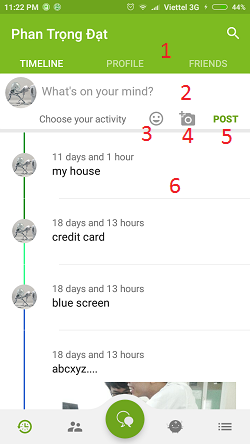 11:22 PM Viettel 3G 44%
Phan Trọng Đạt
1
TIMELINE PROFILE FRIENDS
What's on your mind? 2
Choose your activity POST
3 4 5
11 days and 1 hour
my house
6
18 days and 13 hours
credit card
18 days and 13 hours
blue screen
18 days and 13 hours
abcxyz....